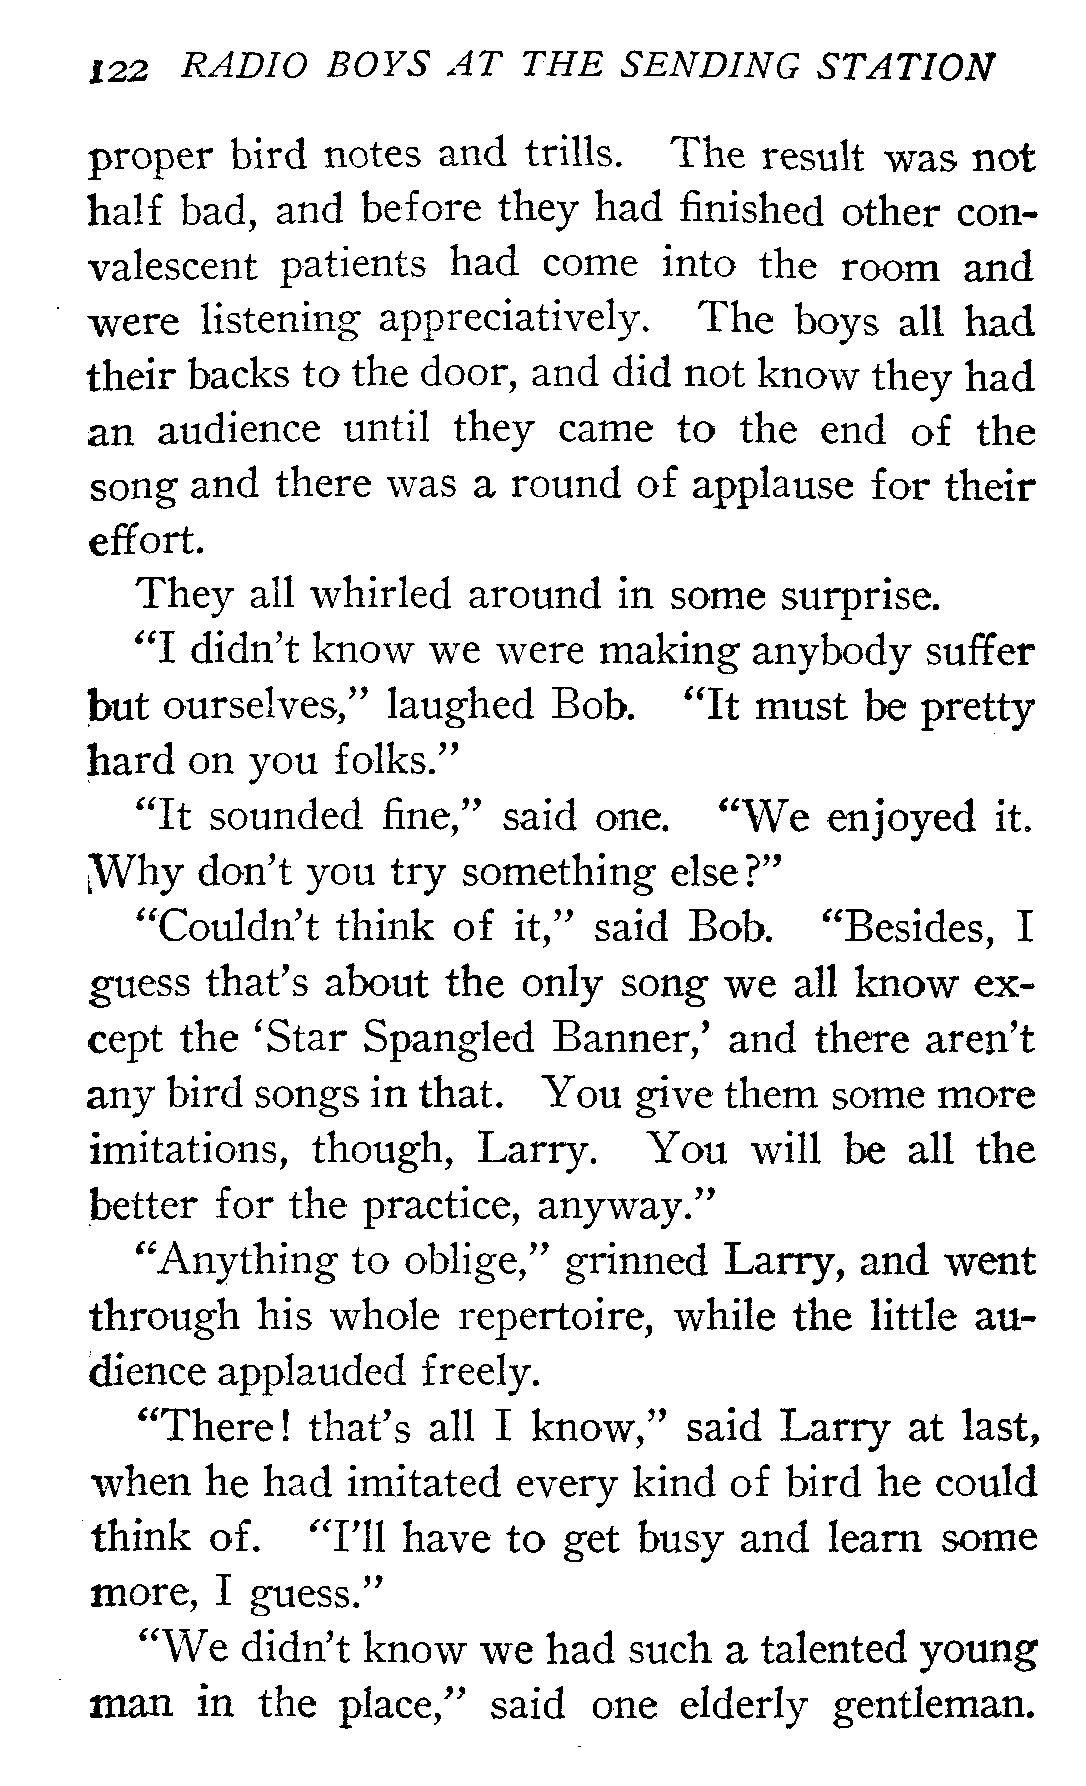 122 RADIO BOYS AT THE SENDING STATION
proper bird notes and trills. The result was not
half bad, and before they had finished other con-
valescent patients had come into the room and
were listening appreciatively. The boys all had
their backs to the door, and did not know they had
an audience until they came to the end of the
song and there was a round of applause for their
effort.
They all whirled around in some surprise.
“I didn’t know we were making anybody suffer
but ourselves,” laughed Bob. “It must be pretty
hard on you folks.”
“It sounded fine,” said one. “We enjoyed it.
Why don’t you try something else?”
“Couldn’t think of it,” said Bob. “Besides, I
guess that’s about the only song we all know ex-
cept the ‘Star Spangled Banner,’ and there aren’t
any bird songs in that. You give them some more
imitations, though, Larry. You will be all the
better for the practice, anyway.”
“Anything to oblige,” grinned Larry, and went
through his whole repertoire, while the little au-
dience applauded freely.
“There! that’s all I know,” said Larry at last,
when he had imitated every kind of bird he could
think of. “I’ll have to get busy and learn some
more, I guess.”
“We didn’t know we had such a talented young
man in the place,” said one elderly gentleman.